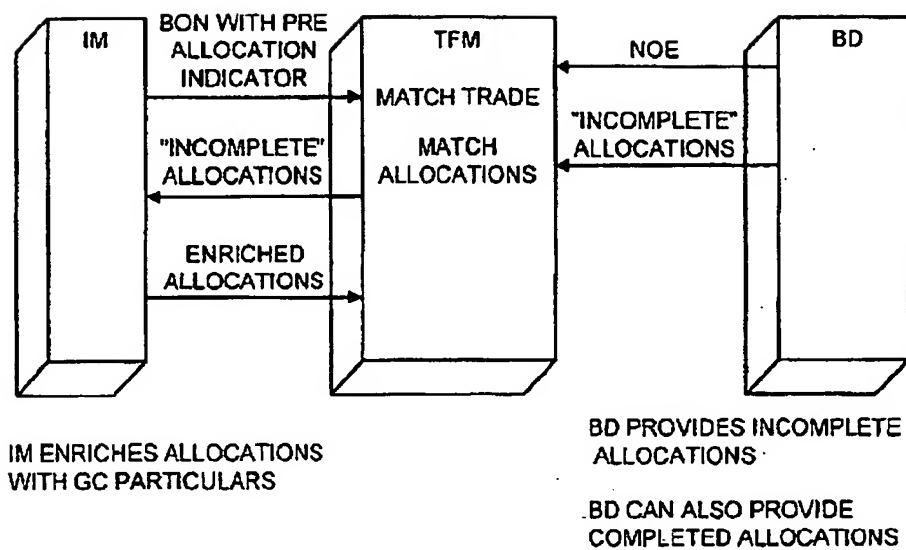 IM
BON WITH PRE
ALLOCATION
INDICATOR
"INCOMPLETE"
ALLOCATIONS
ENRICHED
ALLOCATIONS
TFM
MATCH TRADE
MATCH
ALLOCATIONS
NOE
"INCOMPLETE"
ALLOCATIONS
BD
IM ENRICHES ALLOCATIONS
WITH GC PARTICULARS
BD PROVIDES INCOMPLETE
ALLOCATIONS
BD CAN ALSO PROVIDE
COMPLETED ALLOCATIONS